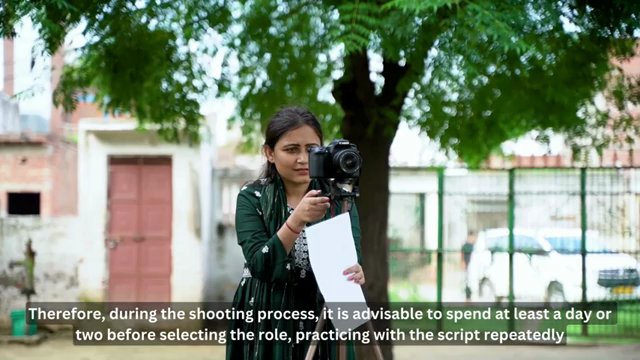 Therefore, during the shooting process, it is advisable to spend at least a day or
two before selecting the role, practicing with the script repeatedly